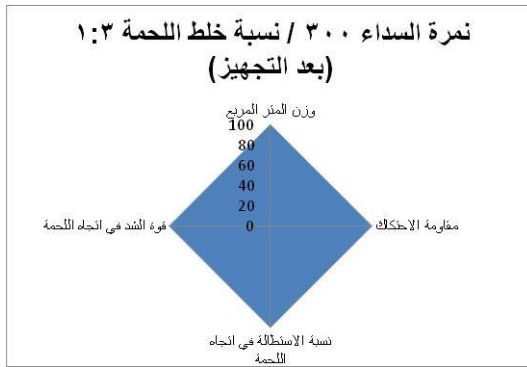 نمرة السداء ٣٠٠ / نسبة خلط اللحمة ٣:١
(بعد التجهيز)
وزن المتر المربع
100
80
60
40
20
0
مقاومة الاحتكاك
قوة الشد في اتجاه اللحمة
نسبة الاستطالة في اتجاه
اللحمة